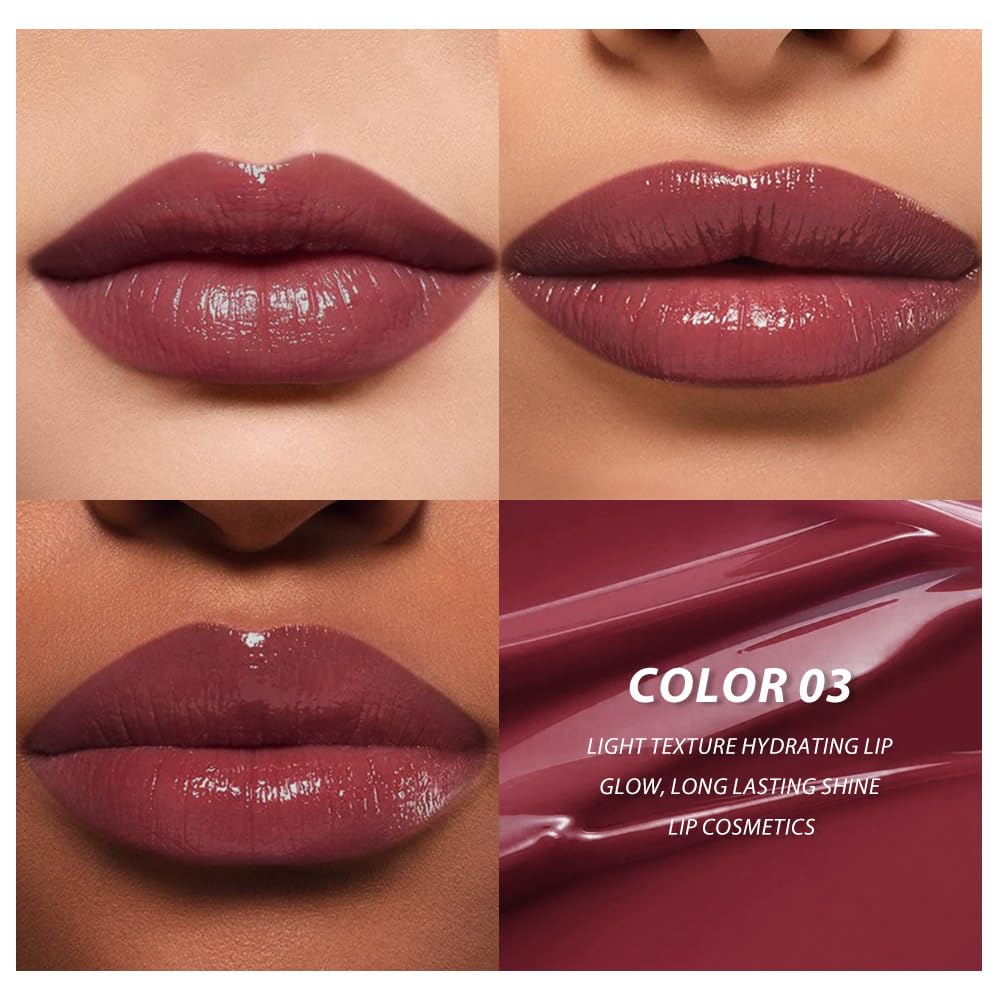 COLOR 03
LIGHT TEXTURE HYDRATING LIP
GLOW, LONG LASTING SHINE
LIP COSMETICS